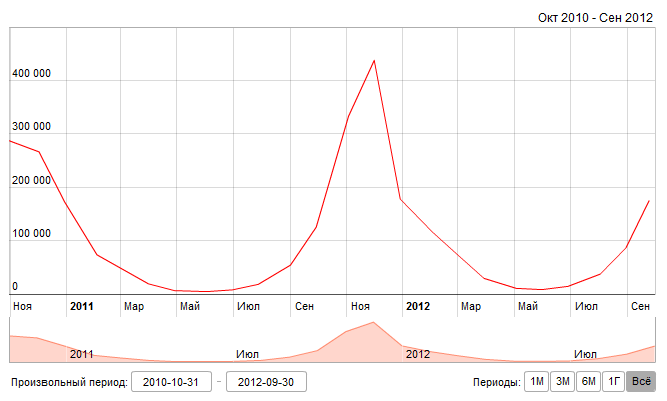 Окт 2010 - Сен 2012
400 000
300 000
200 000
100 000
0
Ноя 2011 Мар Май Июл Сен Ноя 2012 Мар Май Июл Сен
2011 Июл 2012 Июл
Произвольный период: 2010-10-31 - 2012-09-30 Периоды: 1М 3М 6М 1Г Всё